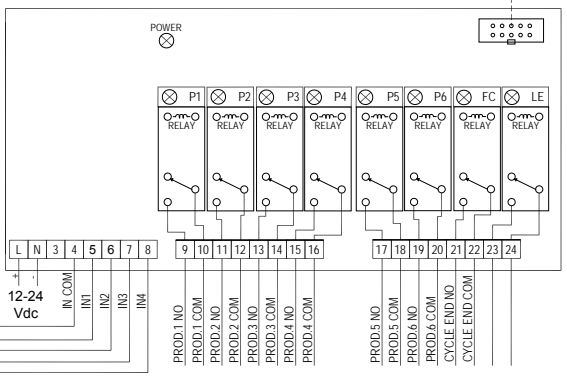 POWER
P1 P2 P3 P4 P5 P6 FC LE
RELAY RELAY RELAY RELAY RELAY RELAY RELAY RELAY
L N 3 4 5 6 7 8 9 10 11 12 13 14 15 16 17 18 19 20 21 22 23 24
+ -
12-24
Vdc
IN COM
IN1
IN2
IN3
IN4
PROD.1 NO
PROD.1 COM
PROD.2 NO
PROD.2 COM
PROD.3 NO
PROD.3 COM
PROD.4 NO
PROD.4 COM
PROD.5 NO
PROD.5 COM
PROD.6 NO
PROD.6 COM
CYCLE END NO
CYCLE END COM